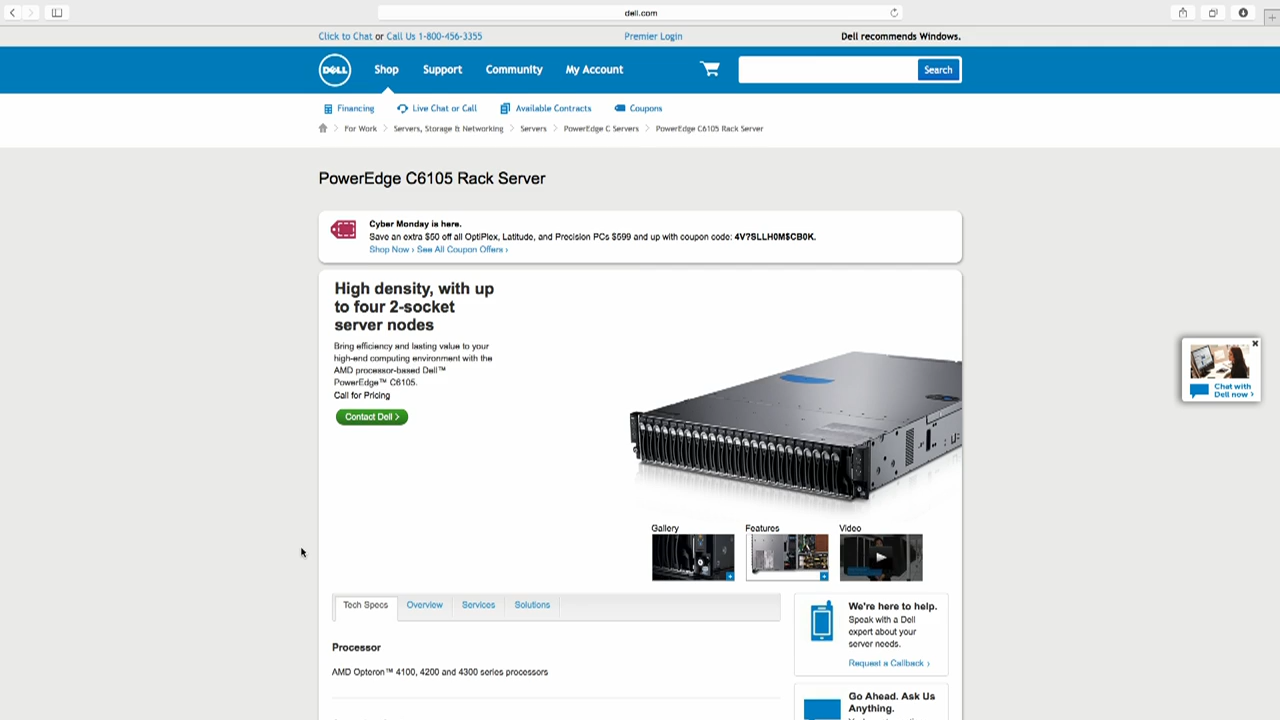 dell.com
Click to Chat or Call Us 1-800-456-3355
Premier Login
Dell recommends Windows.
DELL
Shop
Support
Community
My Account
Search
Financing
Live Chat or Call
Available Contracts
Coupons
For Work
Servers, Storage & Networking
Servers
PowerEdge C Servers
PowerEdge C6105 Rack Server
PowerEdge C6105 Rack Server
Cyber Monday is here.
Save an extra $50 off all OptiPlex, Latitude, and Precision PCs $599 and up with coupon code: 4V?SLLH0M$CB0K.
Shop Now › See All Coupon Offers ›
High density, with up
to four 2-socket
server nodes
Bring efficiency and lasting value to your
high-end computing environment with the
AMD processor-based Dell™
PowerEdge™ C6105.
Call for Pricing
Contact Dell >
Chat with
Dell now ›
Gallery
Features
Video
Tech Specs
Overview
Services
Solutions
Processor
AMD Opteron™ 4100, 4200 and 4300 series processors
We're here to help.
Speak with a Dell
expert about your
server needs.
Request a Callback ›
Go Ahead. Ask Us
Anything.